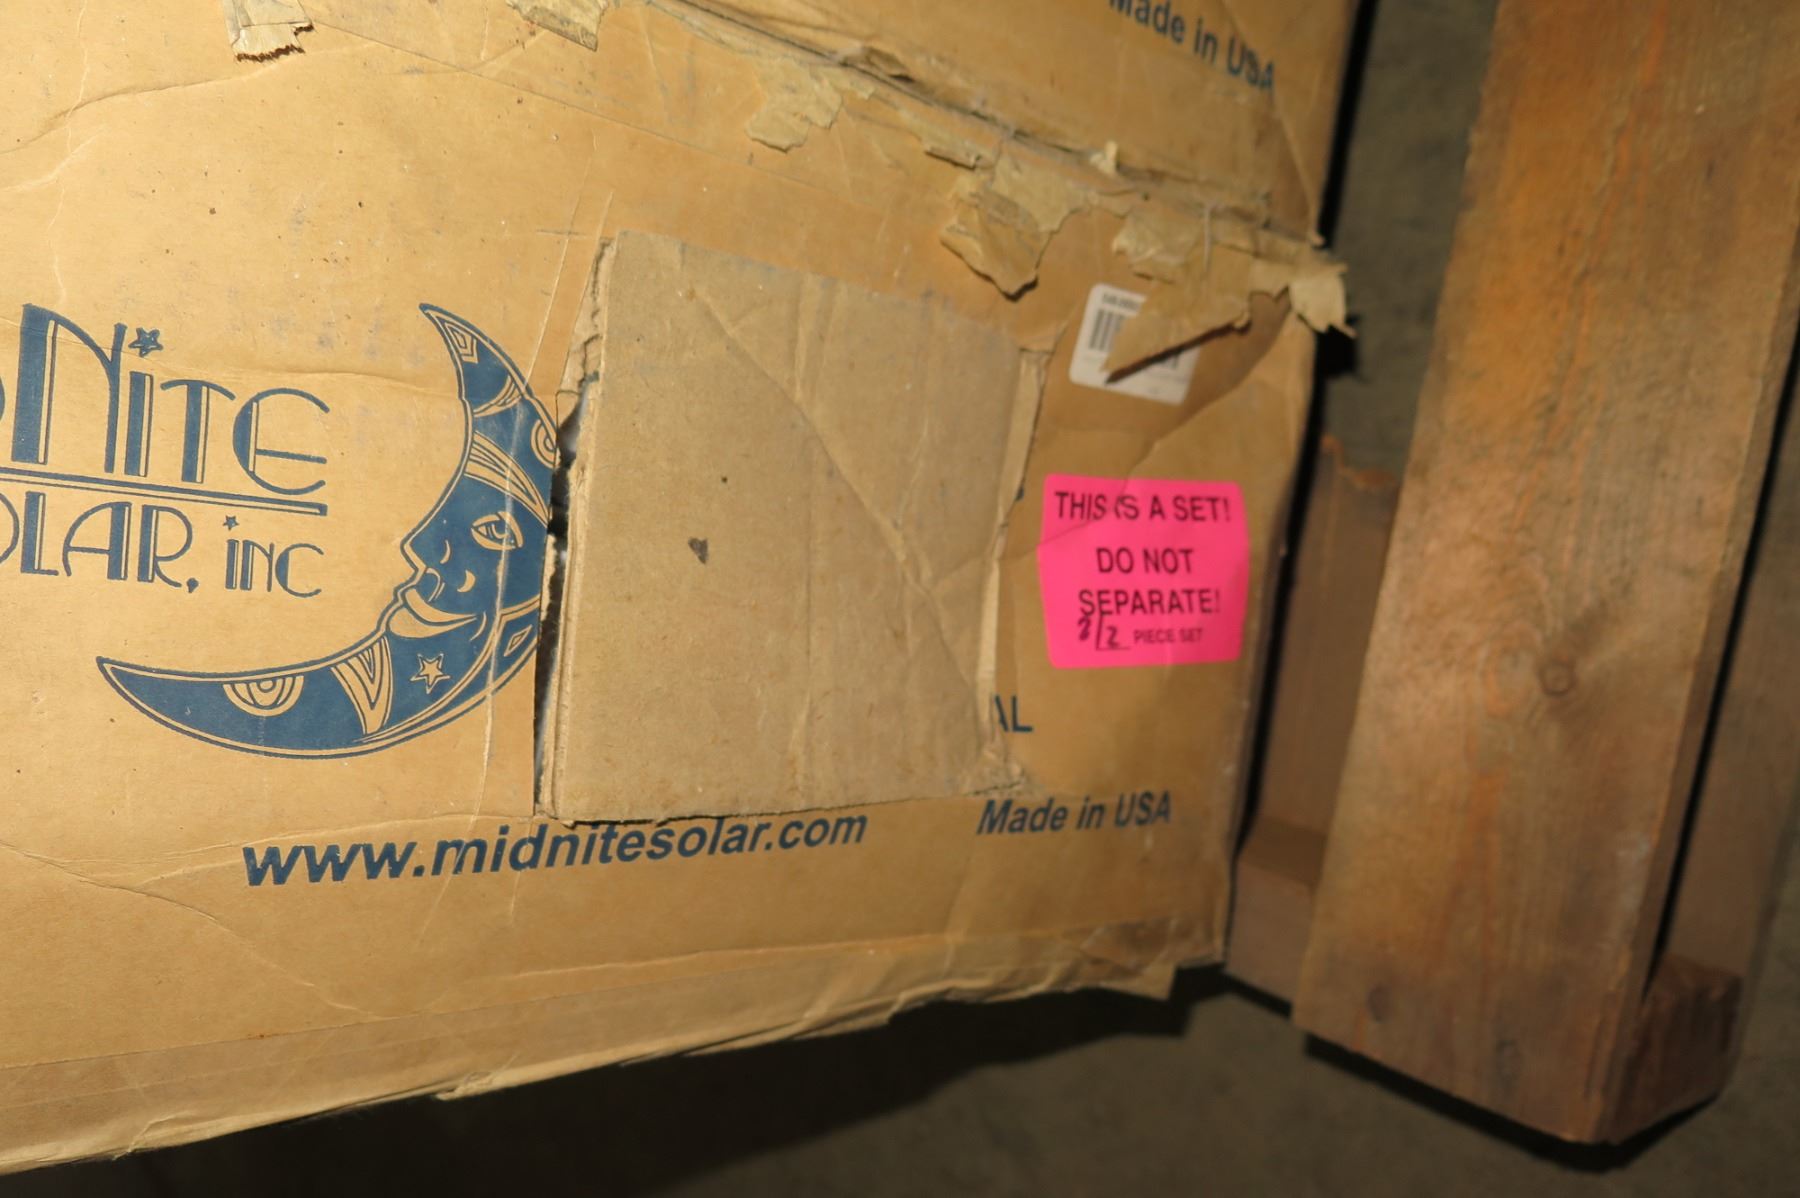 Made in USA
NITE
OLAR, INC
THIS IS A SET!
DO NOT
SEPARATE!
2/2 PIECE SET
AL
www.midnitesolar.com
Made in USA